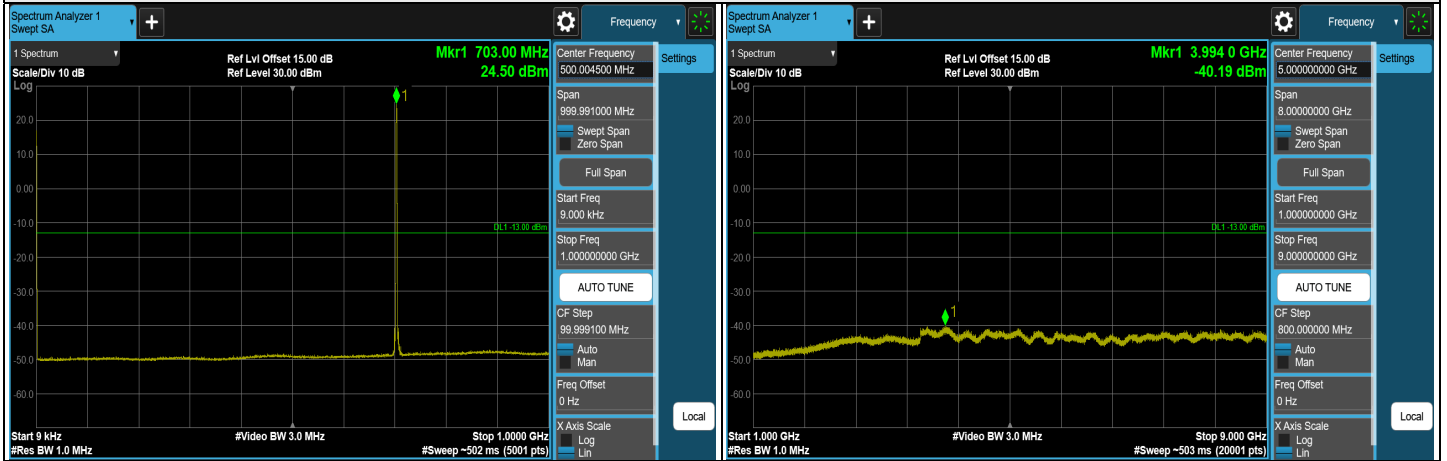 Spectrum Analyzer 1
Swept SA
+
Frequency
1 Spectrum
Scale/Div 10 dB
Log
Ref Lvl Offset 15.00 dB
Ref Level 30.00 dBm
Mkr1 703.00 MHz
24.50 dBm
1
20.0
10.0
0.00
-10.0
-20.0
-30.0
-40.0
-50.0
-60.0
DL1 -13.00 dBm
Start 9 kHz
#Res BW 1.0 MHz
#Video BW 3.0 MHz
Stop 1.0000 GHz
#Sweep ~502 ms (5001 pts)
Center Frequency
500.004500 MHz
Span
999.991000 MHz
Swept Span
Zero Span
Full Span
Start Freq
9.000 kHz
Stop Freq
1.000000000 GHz
AUTO TUNE
CF Step
99.999100 MHz
Auto
Man
Freq Offset
0 Hz
X Axis Scale
Log
Lin
Settings
Local
Spectrum Analyzer 1
Swept SA
+
Frequency
1 Spectrum
Scale/Div 10 dB
Log
Ref Lvl Offset 15.00 dB
Ref Level 30.00 dBm
Mkr1 3.994 0 GHz
-40.19 dBm
1
20.0
10.0
0.00
-10.0
-20.0
-30.0
-40.0
-50.0
-60.0
DL1 -13.00 dBm
Start 1.000 GHz
#Res BW 1.0 MHz
#Video BW 3.0 MHz
Stop 9.000 GHz
#Sweep ~503 ms (20001 pts)
Center Frequency
5.000000000 GHz
Span
8.00000000 GHz
Swept Span
Zero Span
Full Span
Start Freq
1.000000000 GHz
Stop Freq
9.000000000 GHz
AUTO TUNE
CF Step
800.000000 MHz
Auto
Man
Freq Offset
0 Hz
X Axis Scale
Log
Lin
Settings
Local